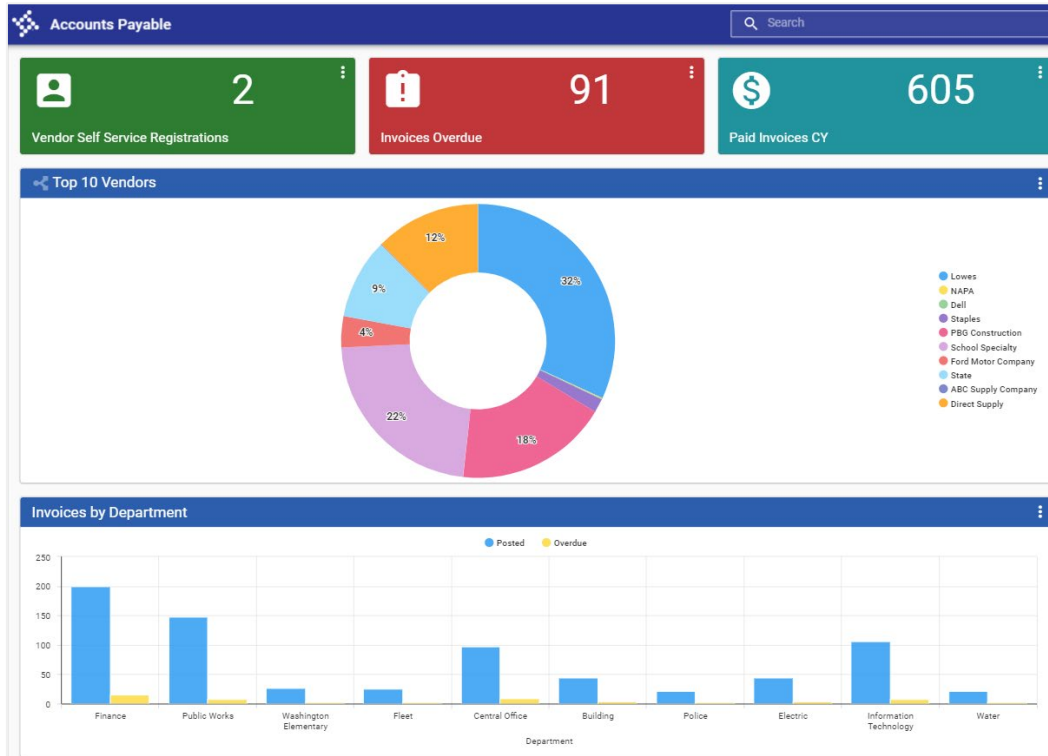 Accounts Payable
Search
2
Vendor Self Service Registrations
91
Invoices Overdue
605
Paid Invoices CY
Top 10 Vendors
12%
32%
9%
4%
22%
18%
Lowes
NAPA
Dell
Staples
PBG Construction
School Specialty
Ford Motor Company
State
ABC Supply Company
Direct Supply
Invoices by Department
Posted Overdue
250
200
150
100
50
0
Finance Public Works Washington Elementary Fleet Central Office Building Police Electric Information Technology Water
Department